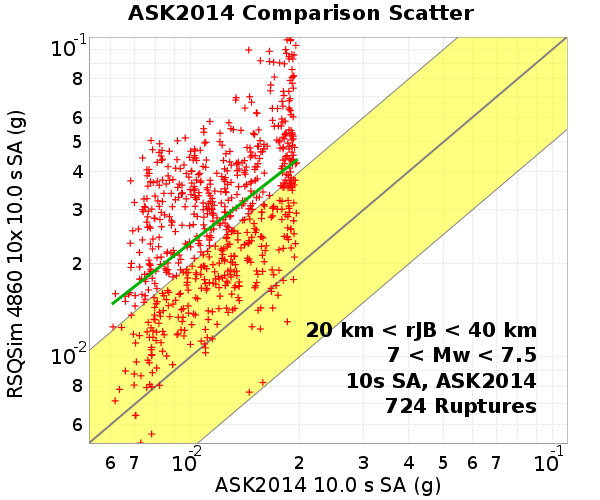 ASK2014 Comparison Scatter
RSQSim 4860 10x 10.0 s SA (g)
10-1
8
6
5
4
3
2
10-2
8
6
20 km < rJB < 40 km
7 < Mw < 7.5
10s SA, ASK2014
724 Ruptures
6 7 10-2 2 3 4 5 6 7 10-1
ASK2014 10.0 s SA (g)